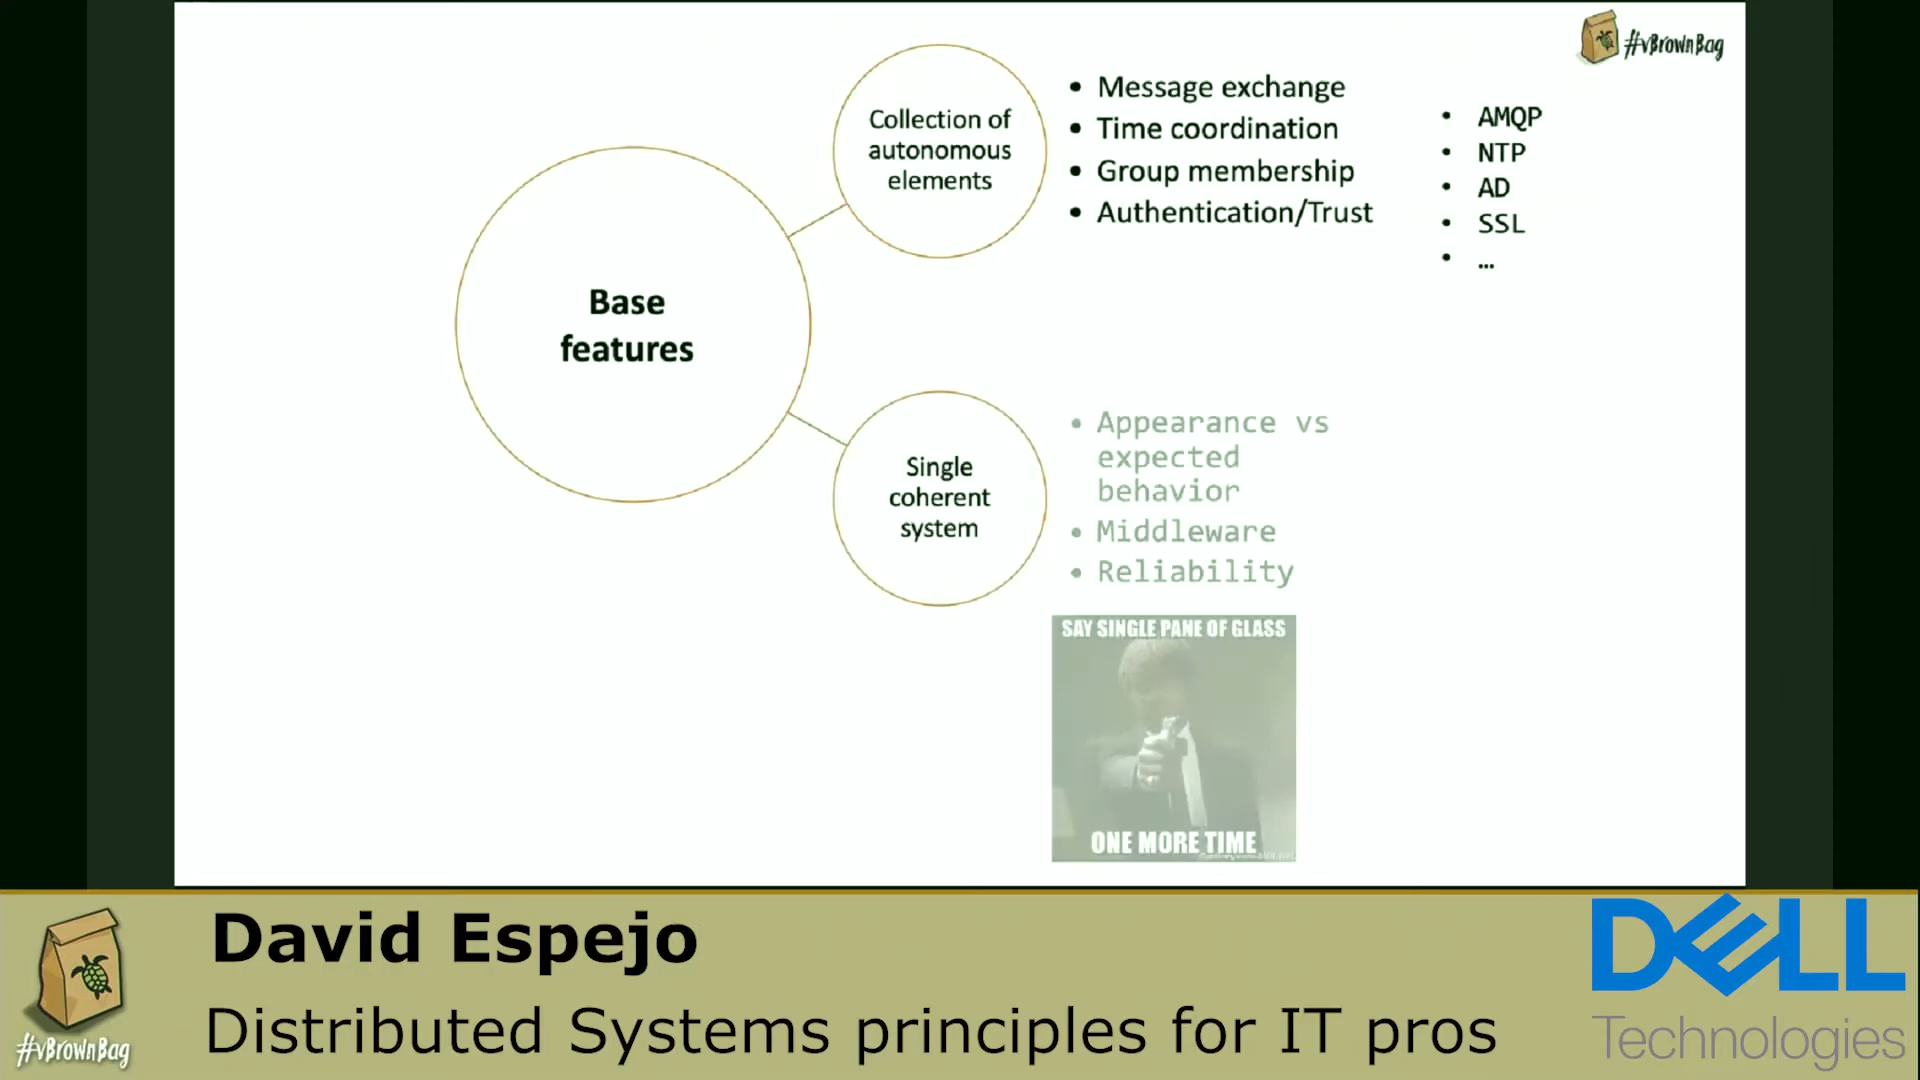 #vBrownBag
Collection of
autonomous
elements
• Message exchange
• Time coordination
• Group membership
• Authentication/Trust
• AMQP
• NTP
• AD
• SSL
• …
Base
features
Single
coherent
system
• Appearance vs
expected
behavior
• Middleware
• Reliability
SAY SINGLE PANE OF GLASS
ONE MORE TIME
David Espejo
Distributed Systems principles for IT pros
#vBrownBag
DELL
Technologies